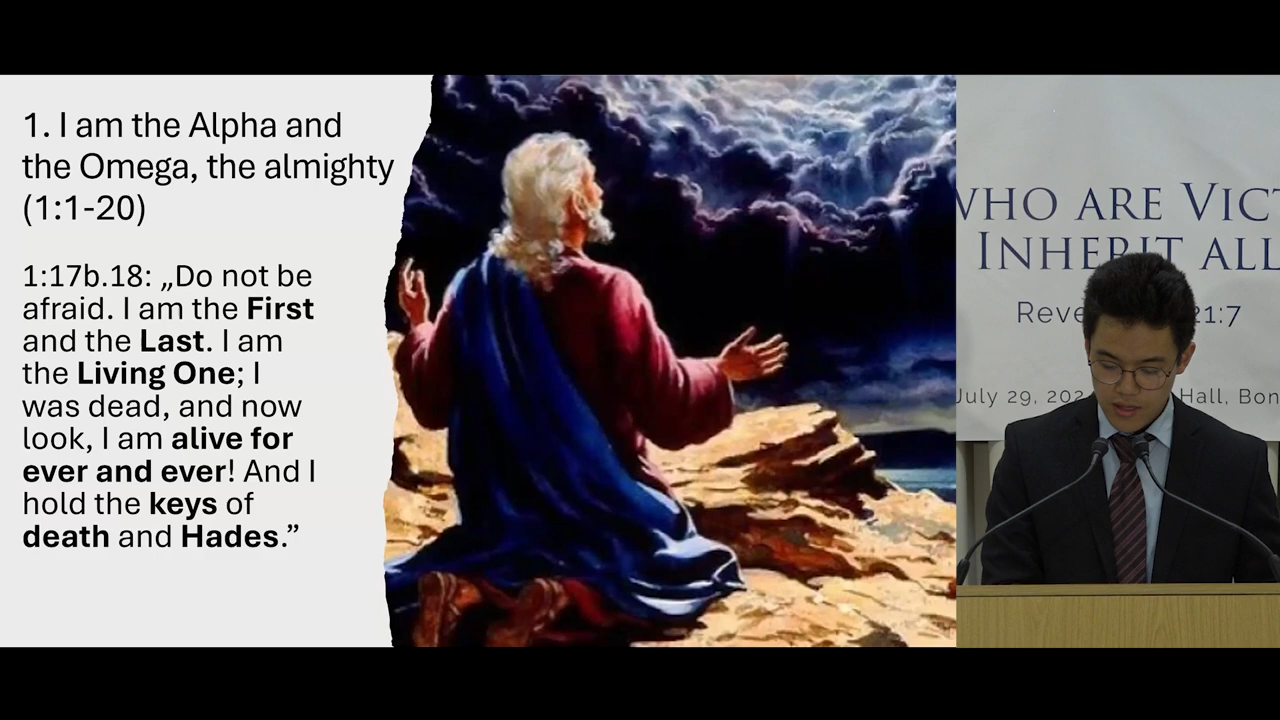 1. I am the Alpha and
the Omega, the almighty
(1:1-20)
1:17b.18: „Do not be
afraid. I am the First
and the Last. I am
the Living One; I
was dead, and now
look, I am alive for
ever and ever! And I
hold the keys of
death and Hades.”
WHO ARE VICT
INHERIT ALL
Reve 21:7
July 29, 202 Hall, Bon